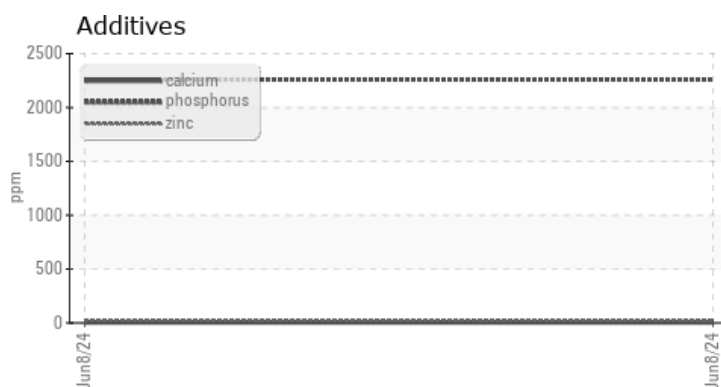 Additives
2500
2000
1500
1000
500
0
ppm
calcium
phosphorus
zinc
Jun8/24
Jun8/24